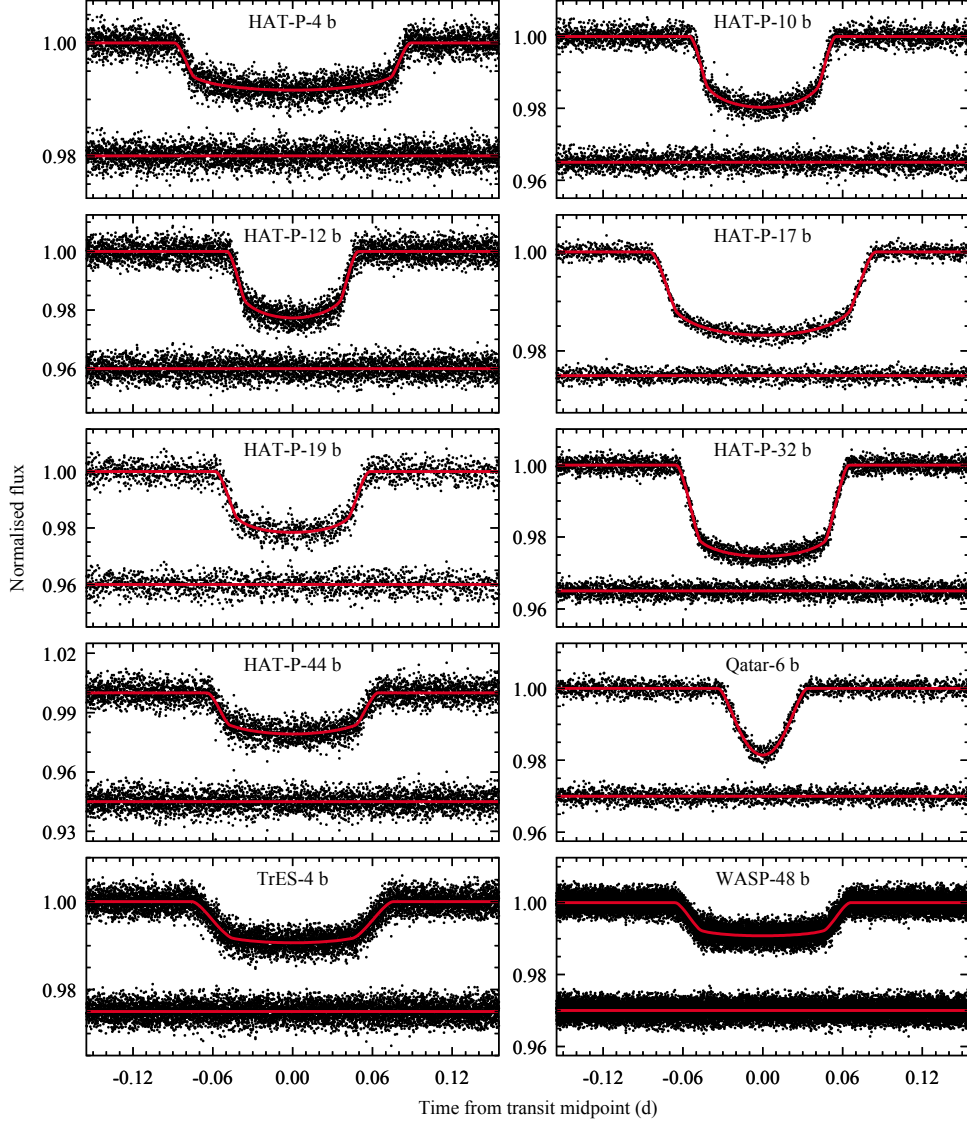 HAT-P-4 b
1.00
0.98
HAT-P-10 b
1.00
0.98
0.96
HAT-P-12 b
1.00
0.98
0.96
HAT-P-17 b
1.00
0.98
HAT-P-19 b
1.00
0.98
0.96
HAT-P-32 b
1.00
0.98
0.96
Normalised flux
HAT-P-44 b
1.02
0.99
0.96
0.93
Qatar-6 b
1.00
0.98
0.96
TrES-4 b
1.00
0.98
WASP-48 b
1.00
0.98
0.96
-0.12 -0.06 0.00 0.06 0.12 -0.12 -0.06 0.00 0.06 0.12
Time from transit midpoint (d)